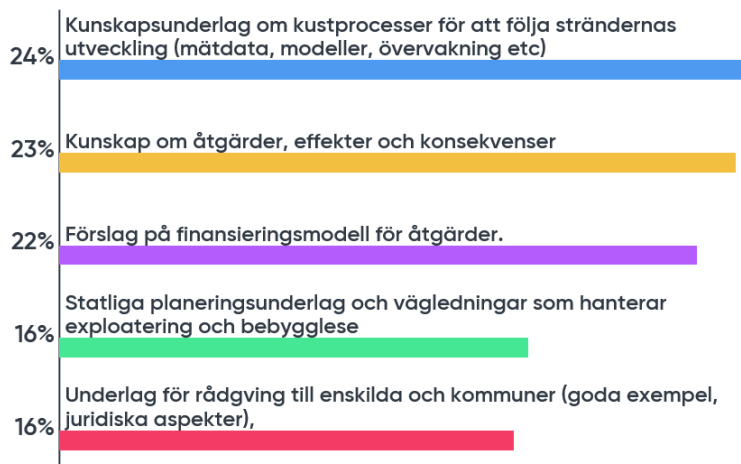 Kunskapsunderlag om kustprocesser för att följa strändernas
utveckling (mätdata, modeller, övervakning etc)
24%
Kunskap om åtgärder, effekter och konsekvenser
23%
Förslag på finansieringsmodell för åtgärder.
22%
Statliga planeringsunderlag och vägledningar som hanterar
exploatering och bebygglese
16%
Underlag för rådgving till enskilda och kommuner (goda exempel,
juridiska aspekter),
16%